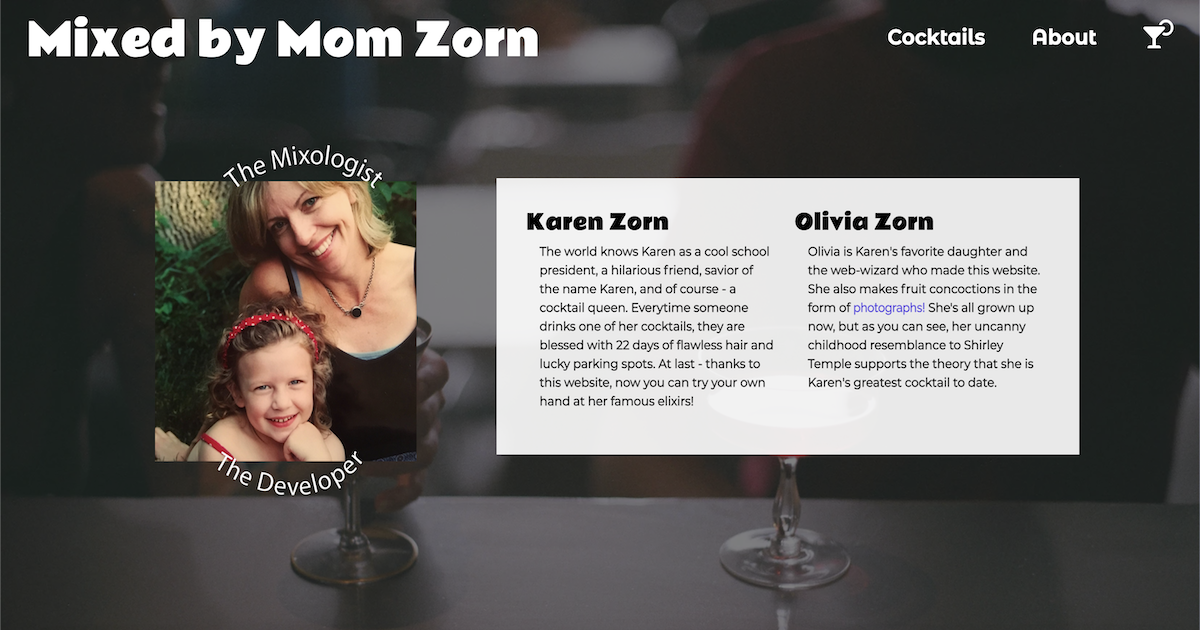 Mixed by Mom Zorn
Cocktails
About
The Mixologist
The Developer
Karen Zorn
The world knows Karen as a cool school
president, a hilarious friend, savior of
the name Karen, and of course - a
cocktail queen. Everytime someone
drinks one of her cocktails, they are
blessed with 22 days of flawless hair and
lucky parking spots. At last - thanks to
this website, now you can try your own
hand at her famous elixirs!
Olivia Zorn
Olivia is Karen's favorite daughter and
the web-wizard who made this website.
She also makes fruit concoctions in the
form of photographs! She's all grown up
now, but as you can see, her uncanny
childhood resemblance to Shirley
Temple supports the theory that she is
Karen's greatest cocktail to date.